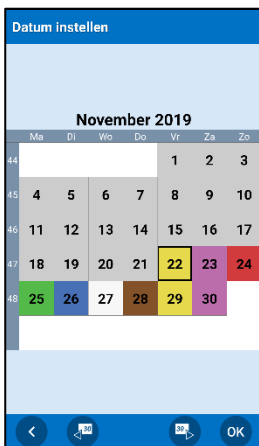 Datum instellen
November 2019
Ma Di Wo Do Vr Za Zo
44 1 2 3
45 4 5 6 7 8 9 10
46 11 12 13 14 15 16 17
47 18 19 20 21 22 23 24
48 25 26 27 28 29 30
30 30 OK